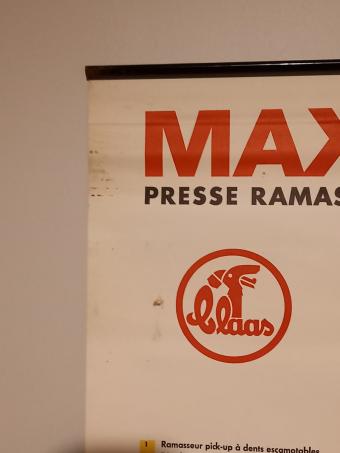 MAX
PRESSE RAMAS
Claas
1 Ramasseur pick-up à dents escamotables